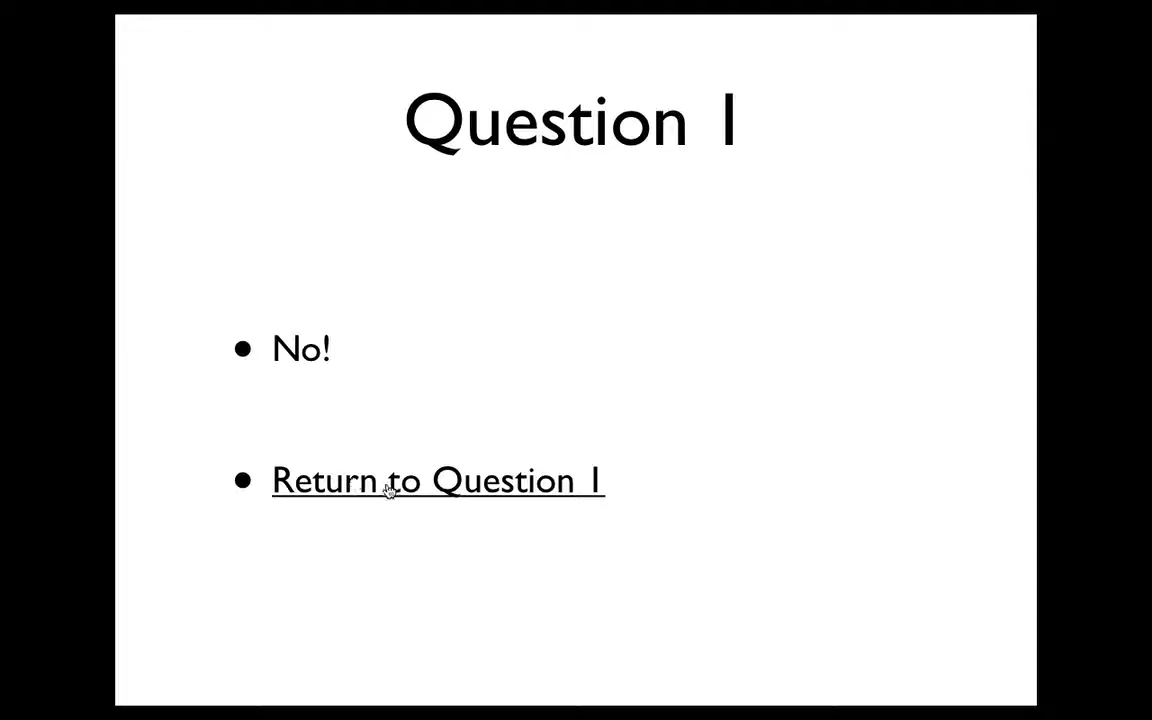 Question 1
• No!
• Return to Question 1